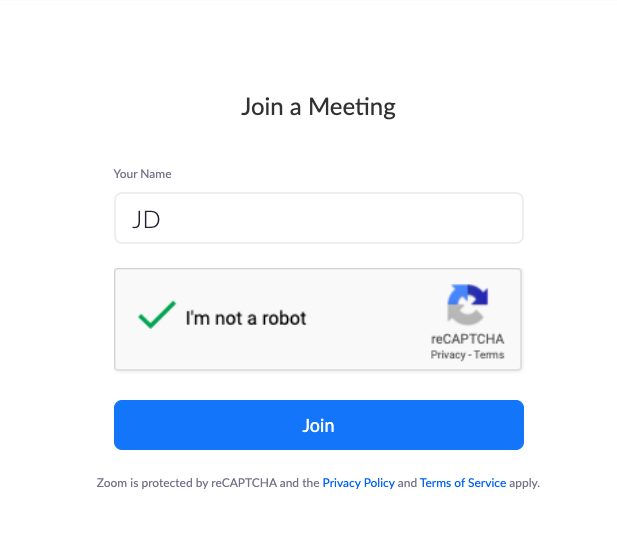 Join a Meeting
Your Name
JD
I'm not a robot
reCAPTCHA
Privacy - Terms
Join
Zoom is protected by reCAPTCHA and the Privacy Policy and Terms of Service apply.